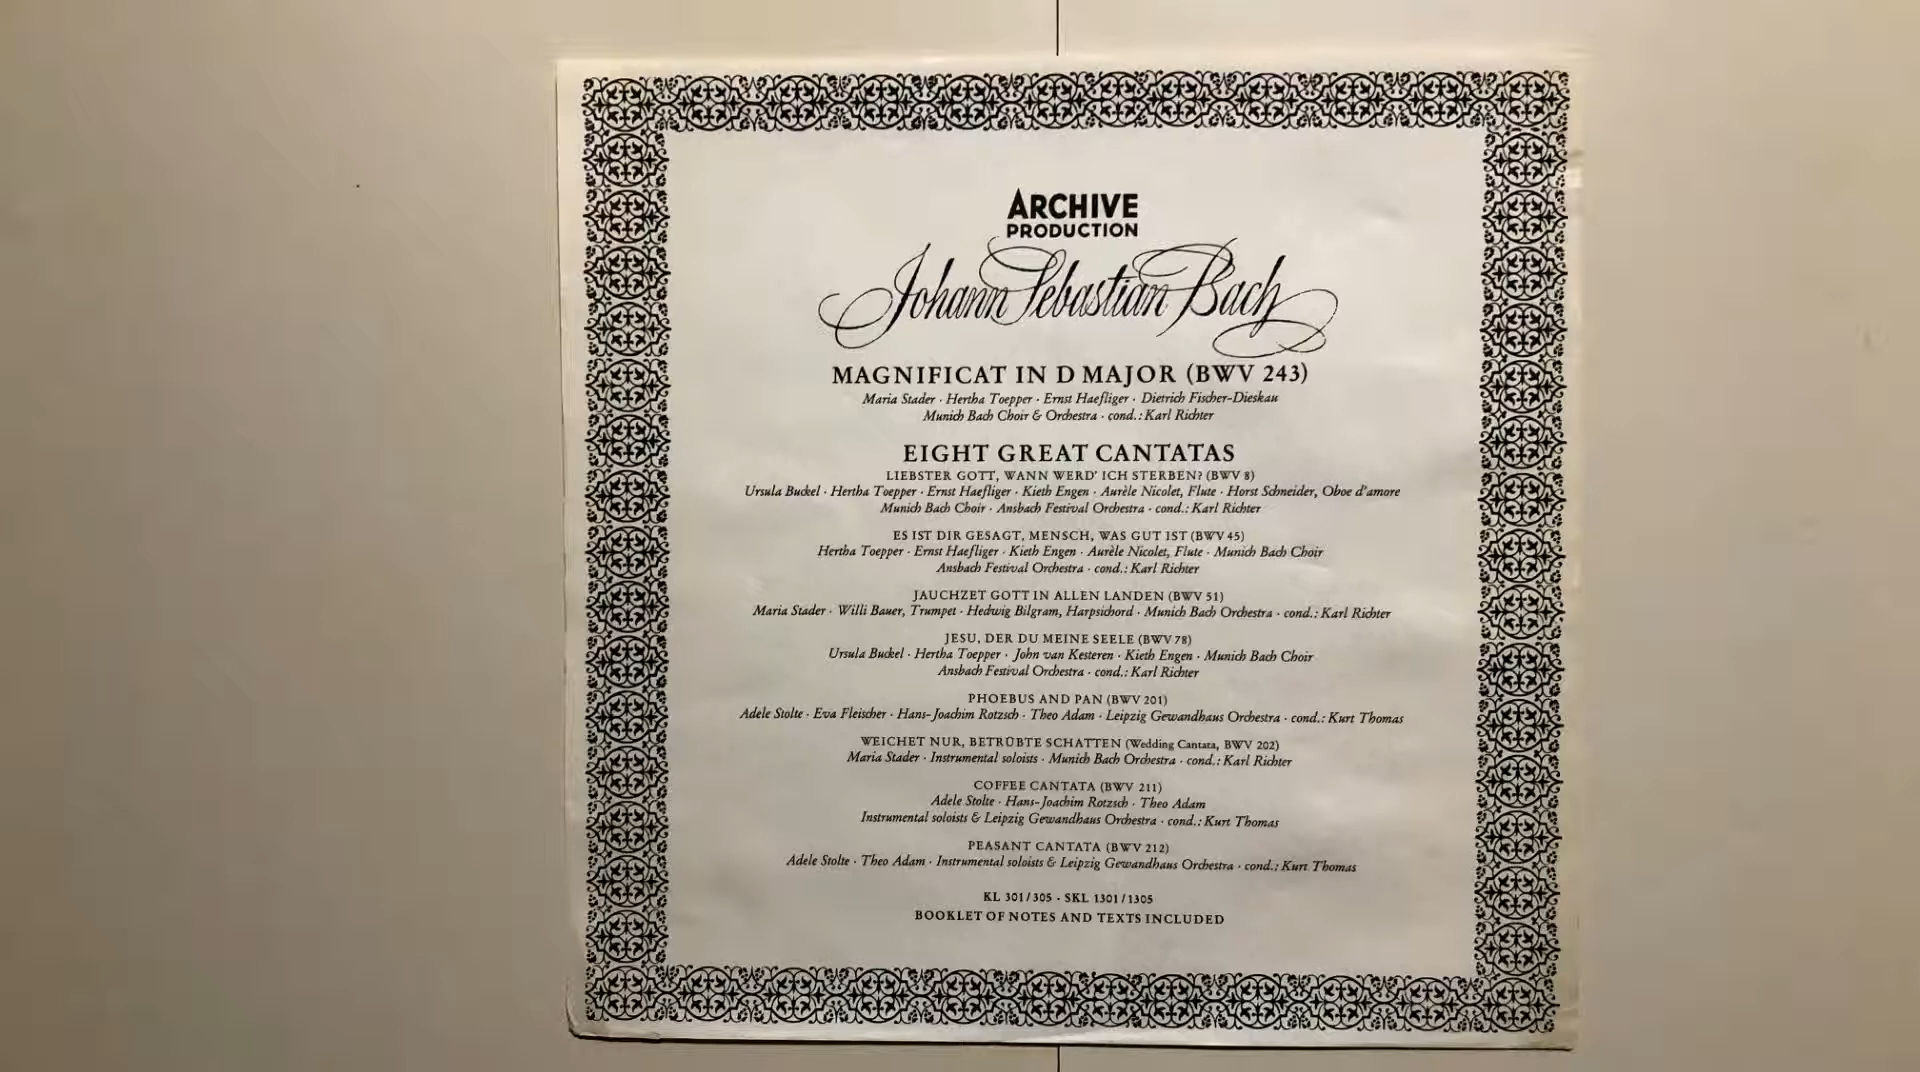 ARCHIVE
PRODUCTION
Johann Sebastian Bach
MAGNIFICAT IN D MAJOR (BWV 243)
Maria Stader · Hertha Toepper · Ernst Haefliger · Dietrich Fischer-Dieskau
Munich Bach Choir & Orchestra · cond.: Karl Richter
EIGHT GREAT CANTATAS
LIEBSTER GOTT, WANN WERD' ICH STERBEN? (BWV 8)
Ursula Buckel · Hertha Toepper · Ernst Haefliger · Kieth Engen · Aurèle Nicolet, Flute · Horst Schneider, Oboe d'amore
Munich Bach Choir · Ansbach Festival Orchestra · cond.: Karl Richter
ES IST DIR GESAGT, MENSCH, WAS GUT IST (BWV 45)
Hertha Toepper · Ernst Haefliger · Kieth Engen · Aurèle Nicolet, Flute · Munich Bach Choir
Ansbach Festival Orchestra · cond.: Karl Richter
JAUCHZET GOTT IN ALLEN LANDEN (BWV 51)
Maria Stader · Willi Bauer, Trumpet · Hedwig Bilgram, Harpsichord · Munich Bach Orchestra · cond.: Karl Richter
JESU, DER DU MEINE SEELE (BWV 78)
Ursula Buckel · Hertha Toepper · John van Kesteren · Kieth Engen · Munich Bach Choir
Ansbach Festival Orchestra · cond.: Karl Richter
PHOEBUS AND PAN (BWV 201)
Adele Stolte · Eva Fleischer · Hans-Joachim Rotzsch · Theo Adam · Leipzig Gewandhaus Orchestra · cond.: Kurt Thomas
WEICHET NUR, BETRÜBTE SCHATTEN (Wedding Cantata, BWV 202)
Maria Stader · Instrumental soloists · Munich Bach Orchestra · cond.: Karl Richter
COFFEE CANTATA (BWV 211)
Adele Stolte · Hans-Joachim Rotzsch · Theo Adam
Instrumental soloists & Leipzig Gewandhaus Orchestra · cond.: Kurt Thomas
PEASANT CANTATA (BWV 212)
Adele Stolte · Theo Adam · Instrumental soloists & Leipzig Gewandhaus Orchestra · cond.: Kurt Thomas
KL 301/305 · SKL 1301/1305
BOOKLET OF NOTES AND TEXTS INCLUDED